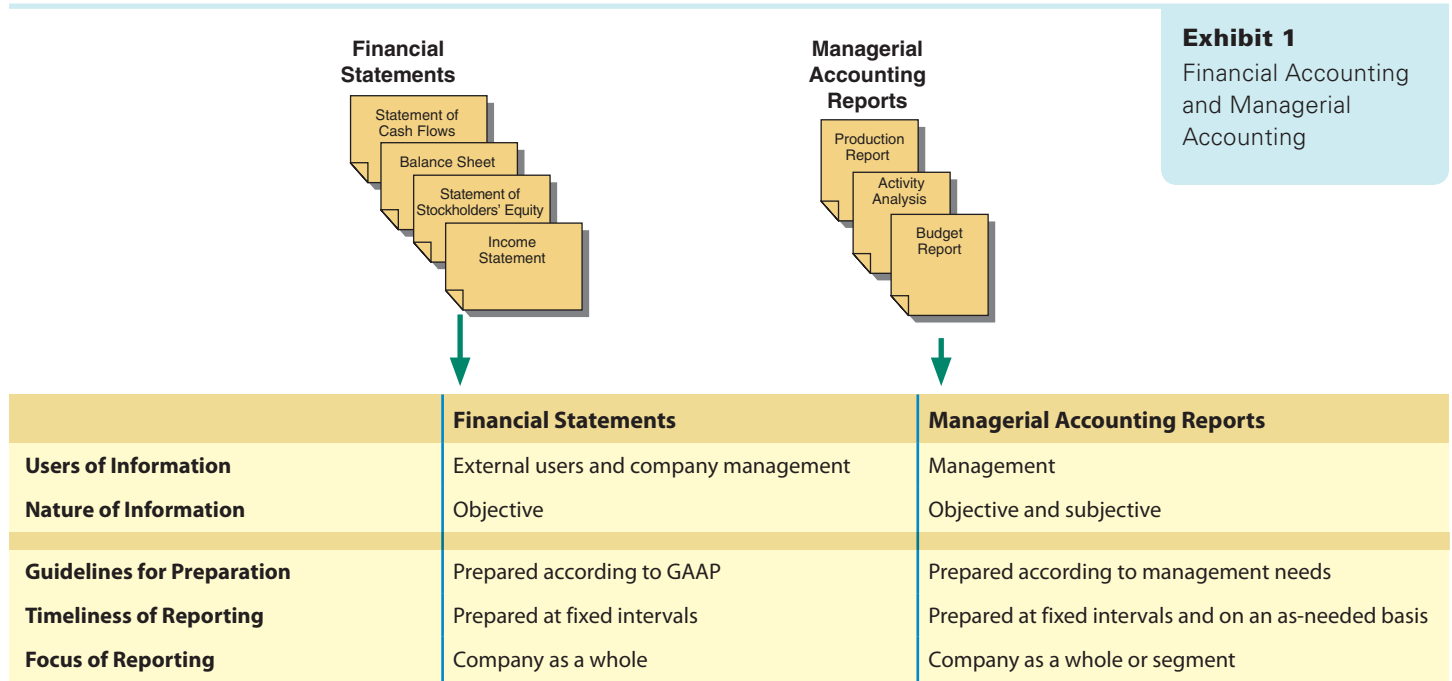 Exhibit 1
Financial Accounting
and Managerial
Accounting
Financial
Statements
Statement of
Cash Flows
Balance Sheet
Statement of
Stockholders’ Equity
Income
Statement
Managerial
Accounting
Reports
Production
Report
Activity
Analysis
Budget
Report
Financial Statements Managerial Accounting Reports
Users of Information External users and company management Management
Nature of Information Objective Objective and subjective
Guidelines for Preparation Prepared according to GAAP Prepared according to management needs
Timeliness of Reporting Prepared at fixed intervals Prepared at fixed intervals and on an as-needed basis
Focus of Reporting Company as a whole Company as a whole or segment